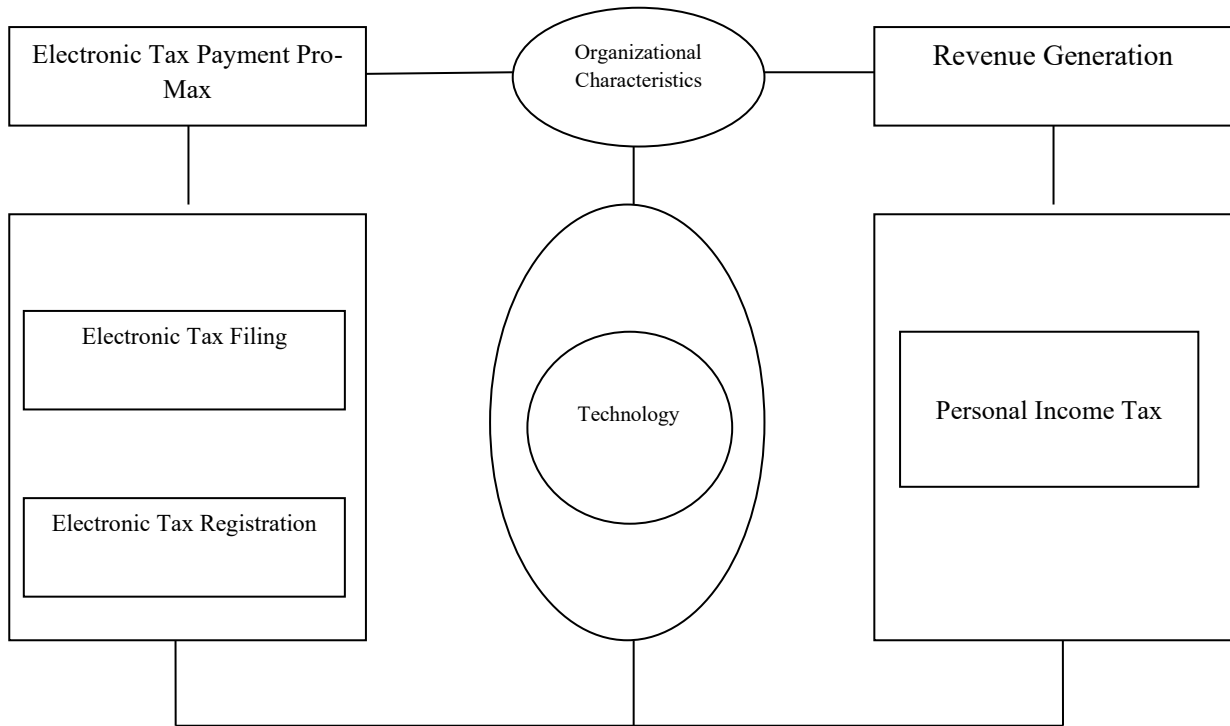 Electronic Tax Payment Pro-
Max
Organizational
Characteristics
Revenue Generation
Electronic Tax Filing
Technology
Personal Income Tax
Electronic Tax Registration